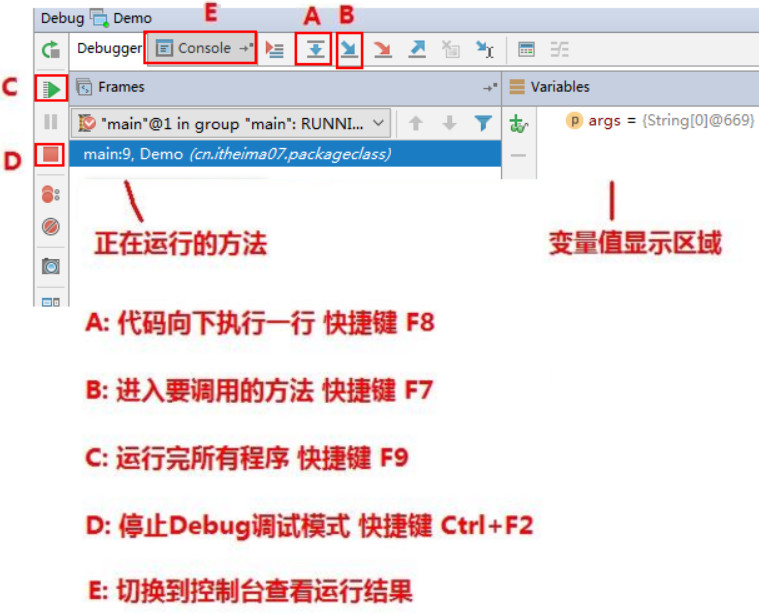 Debug Demo
E A B
Debugger Console
C
Frames Variables
"main"@1 in group "main": RUNNI...
args = {String[0]@669}
D
main:9, Demo (cn.itheima07.packageclass)
正在运行的方法 变量值显示区域
A: 代码向下执行一行 快捷键 F8
B: 进入要调用的方法 快捷键 F7
C: 运行完所有程序 快捷键 F9
D: 停止Debug调试模式 快捷键 Ctrl+F2
E: 切换到控制台查看运行结果